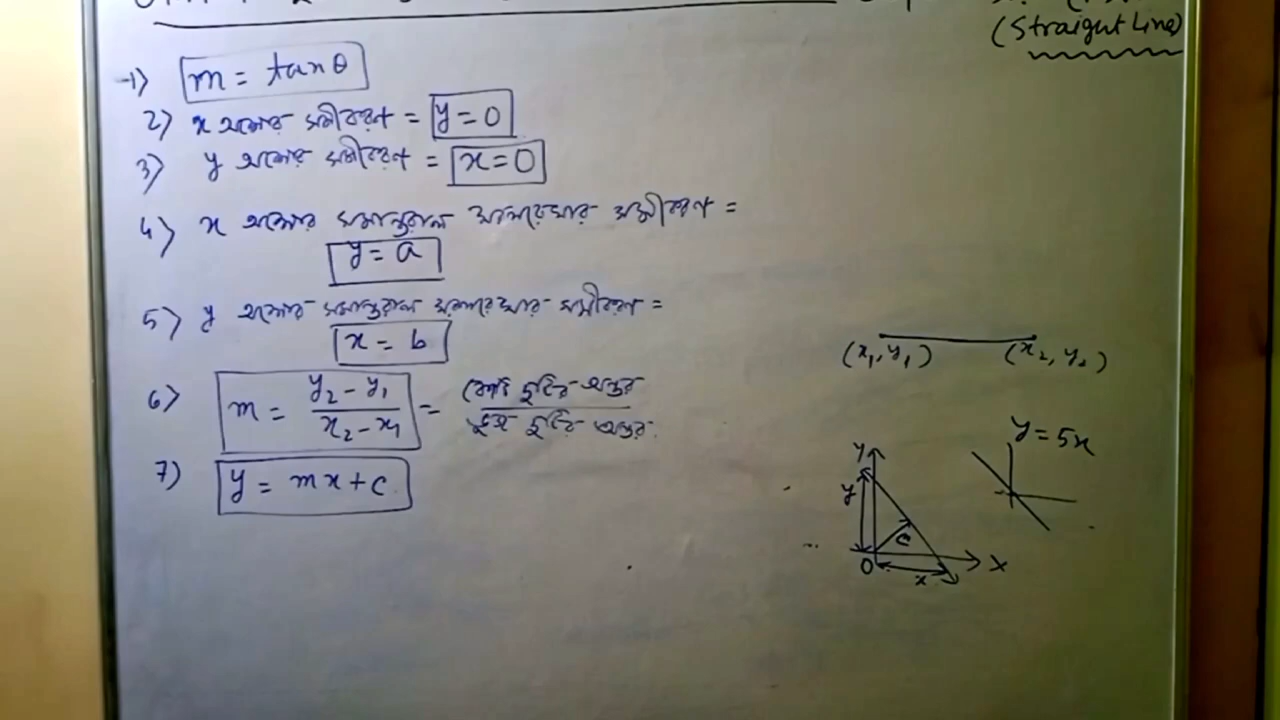 (Straight Line)
1) m = tanθ
2) x অক্ষের সমীকরণ = y = 0
3) y অক্ষের সমীকরণ = x = 0
4) x অক্ষের সমান্তরাল সরলরেখার সমীকরণ =
y = a
5) y অক্ষের সমান্তরাল সরলরেখার সমীকরণ =
x = b
(x₁, y₁) (x₂, y₂)
6) m = (y₂ - y₁)/(x₂ - x₁) = কোটি দুটির অন্তর / ভুজ দুটির অন্তর
7) y = mx + c
y = 5x
y
y
c
O x X